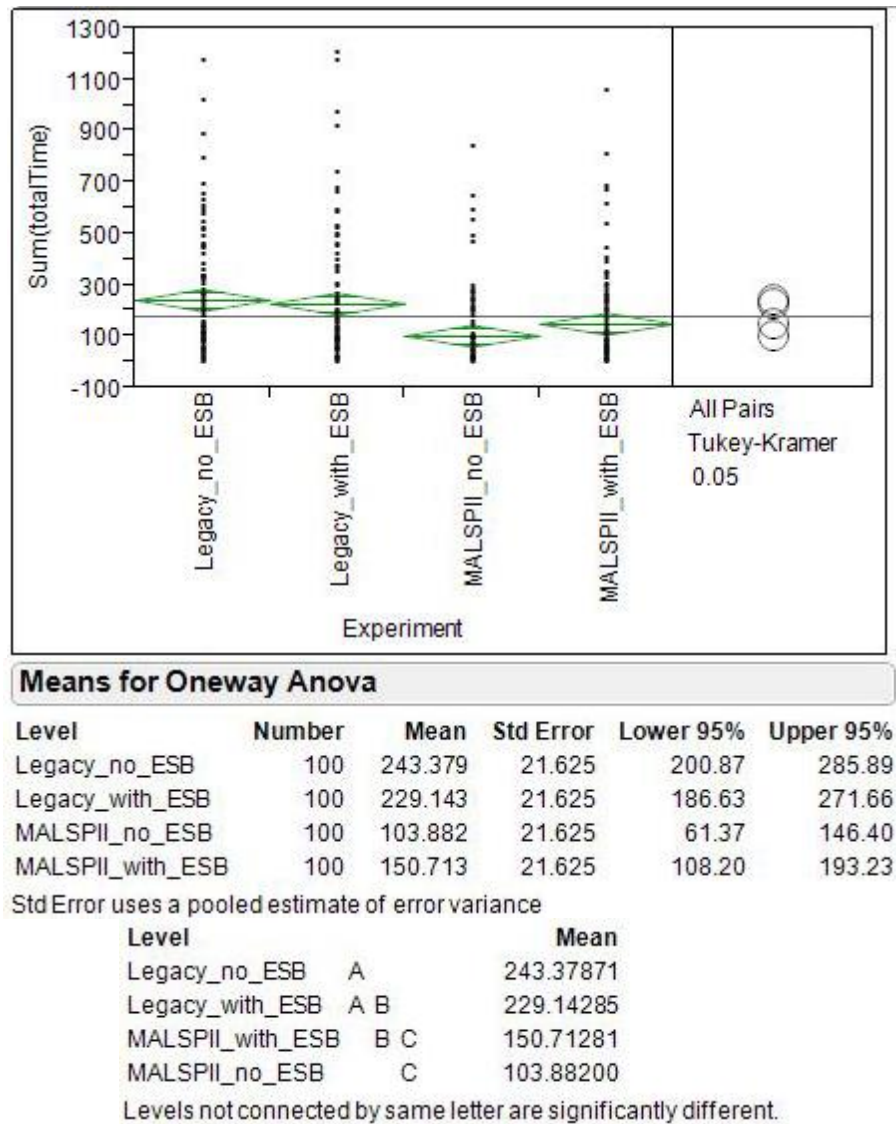 1300
1100
900
700
500
300
100
-100
Sum(totalTime)
Legacy_no_ESB
Legacy_with_ESB
MALSPII_no_ESB
MALSPII_with_ESB
All Pairs
Tukey-Kramer
0.05
Experiment
Means for Oneway Anova
Level Number Mean Std Error Lower 95% Upper 95%
Legacy_no_ESB 100 243.379 21.625 200.87 285.89
Legacy_with_ESB 100 229.143 21.625 186.63 271.66
MALSPII_no_ESB 100 103.882 21.625 61.37 146.40
MALSPII_with_ESB 100 150.713 21.625 108.20 193.23
Std Error uses a pooled estimate of error variance
Level Mean
Legacy_no_ESB A 243.37871
Legacy_with_ESB A B 229.14285
MALSPII_with_ESB B C 150.71281
MALSPII_no_ESB C 103.88200
Levels not connected by same letter are significantly different.